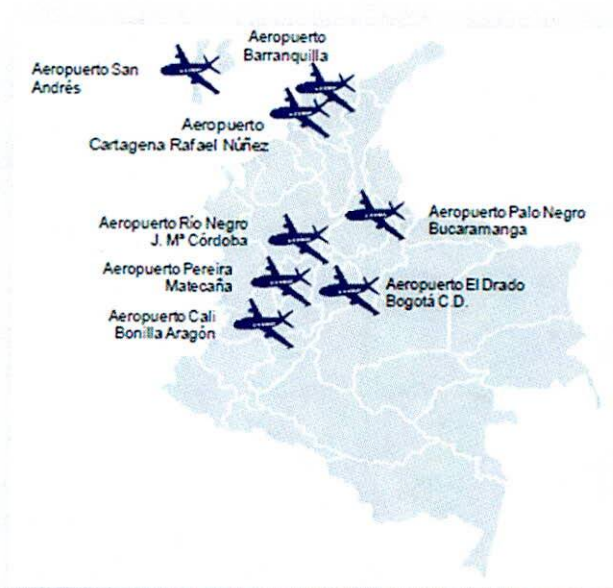 Aeropuerto
Barranquilla
Aeropuerto San
Andrés
Aeropuerto
Cartagena Rafael Núñez
Aeropuerto Palo Negro
Bucaramanga
Aeropuerto Río Negro
J. Mª Córdoba
Aeropuerto Pereira
Matecaña
Aeropuerto El Drado
Bogotá C.D.
Aeropuerto Cali
Bonilla Aragón